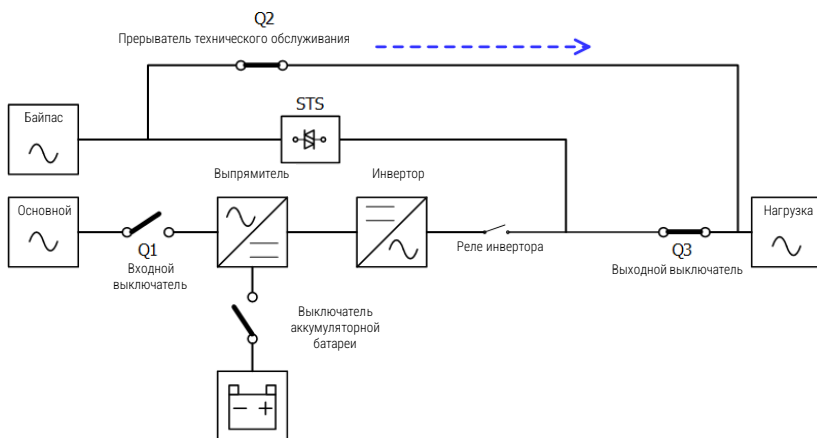 Q2
Прерыватель технического обслуживания
STS
Байпас
Выпрямитель
Инвертор
Основной
Нагрузка
Q1
Входной
выключатель
Реле инвертора
Q3
Выходной выключатель
Выключатель
аккумуляторной
батареи